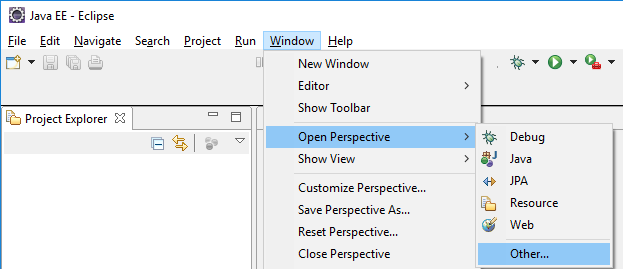 Java EE - Eclipse
File Edit Navigate Search Project Run Window Help
New Window
Editor
Show Toolbar
Project Explorer
Open Perspective
Show View
Customize Perspective...
Save Perspective As...
Reset Perspective...
Close Perspective
Debug
Java
JPA
Resource
Web
Other...